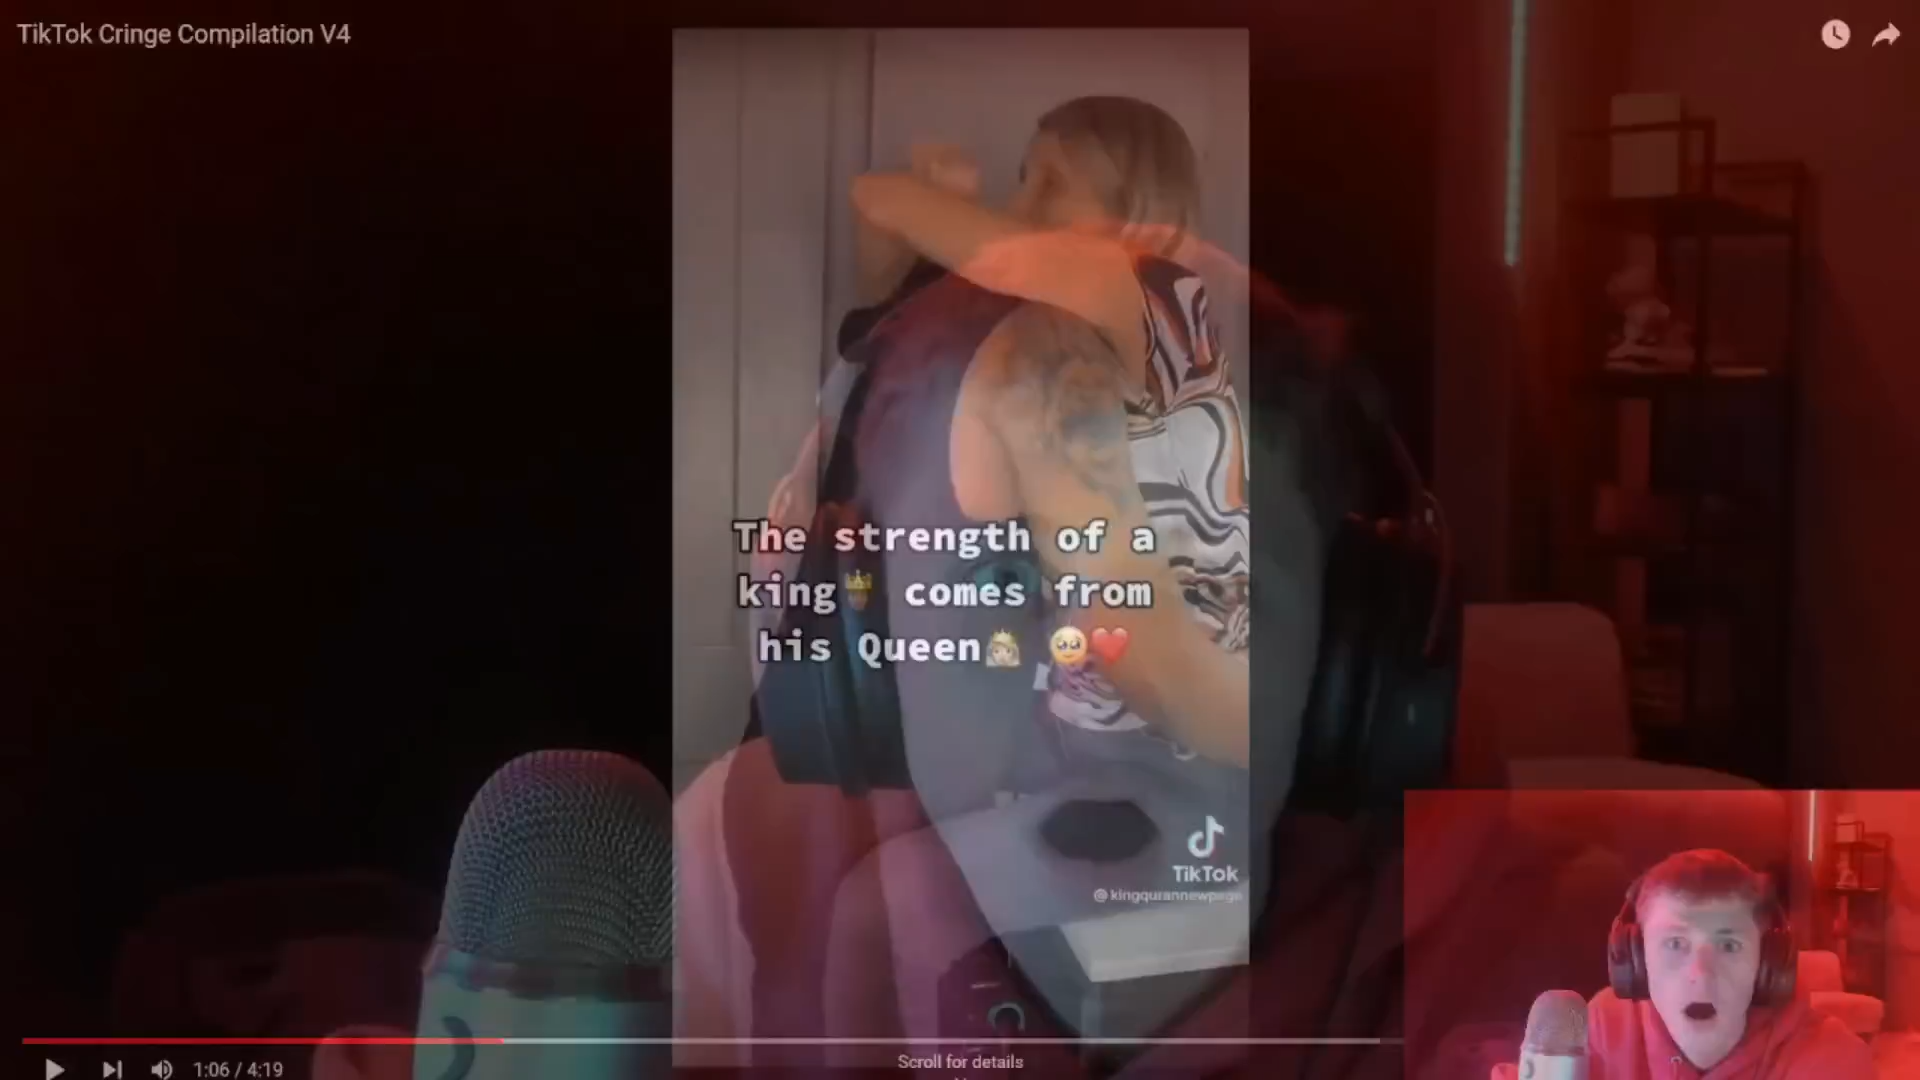 TikTok Cringe Compilation V4
The strength of a
king🤴 comes from
his Queen👸 🥹❤️
TikTok
@kingqurannewpage
1:06 / 4:19
Scroll for details